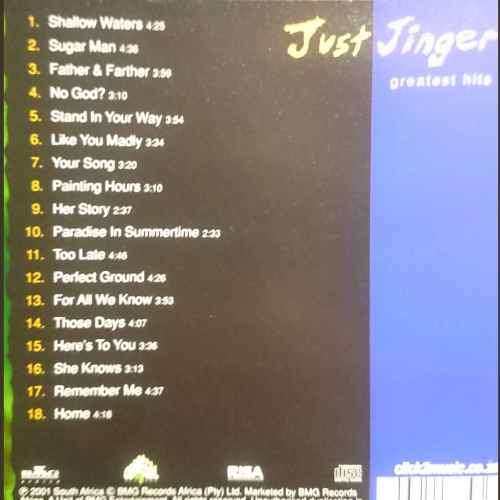 Just Jinger
greatest hits
1. Shallow Waters 4:25
2. Sugar Man 4:36
3. Father & Farther 3:59
4. No God? 3:10
5. Stand In Your Way 3:54
6. Like You Madly 3:34
7. Your Song 3:20
8. Painting Hours 3:10
9. Her Story 2:37
10. Paradise In Summertime 2:33
11. Too Late 4:46
12. Perfect Ground 4:26
13. For All We Know 3:53
14. Those Days 4:07
15. Here's To You 3:36
16. She Knows 3:13
17. Remember Me 4:37
18. Home 4:16
RISA
click2music.co.z
℗ 2001 South Africa © BMG Records Africa (Pty) Ltd. Marketed by BMG Records